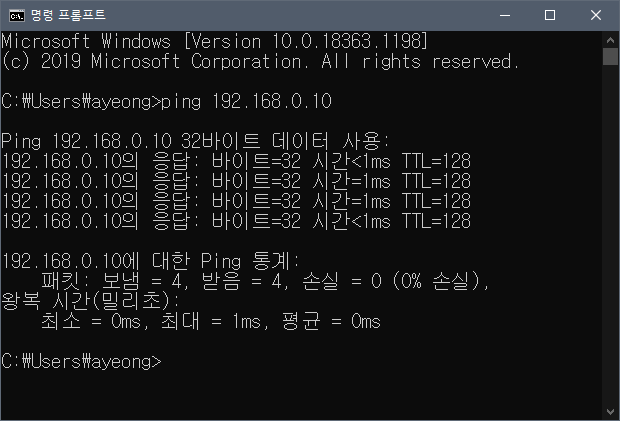 명령 프롬프트
Microsoft Windows [Version 10.0.18363.1198]
(c) 2019 Microsoft Corporation. All rights reserved.
C:₩Users₩ayeong>ping 192.168.0.10
Ping 192.168.0.10 32바이트 데이터 사용:
192.168.0.10의 응답: 바이트=32 시간<1ms TTL=128
192.168.0.10의 응답: 바이트=32 시간=1ms TTL=128
192.168.0.10의 응답: 바이트=32 시간=1ms TTL=128
192.168.0.10의 응답: 바이트=32 시간<1ms TTL=128
192.168.0.10에 대한 Ping 통계:
패킷: 보냄 = 4, 받음 = 4, 손실 = 0 (0% 손실),
왕복 시간(밀리초):
최소 = 0ms, 최대 = 1ms, 평균 = 0ms
C:₩Users₩ayeong>